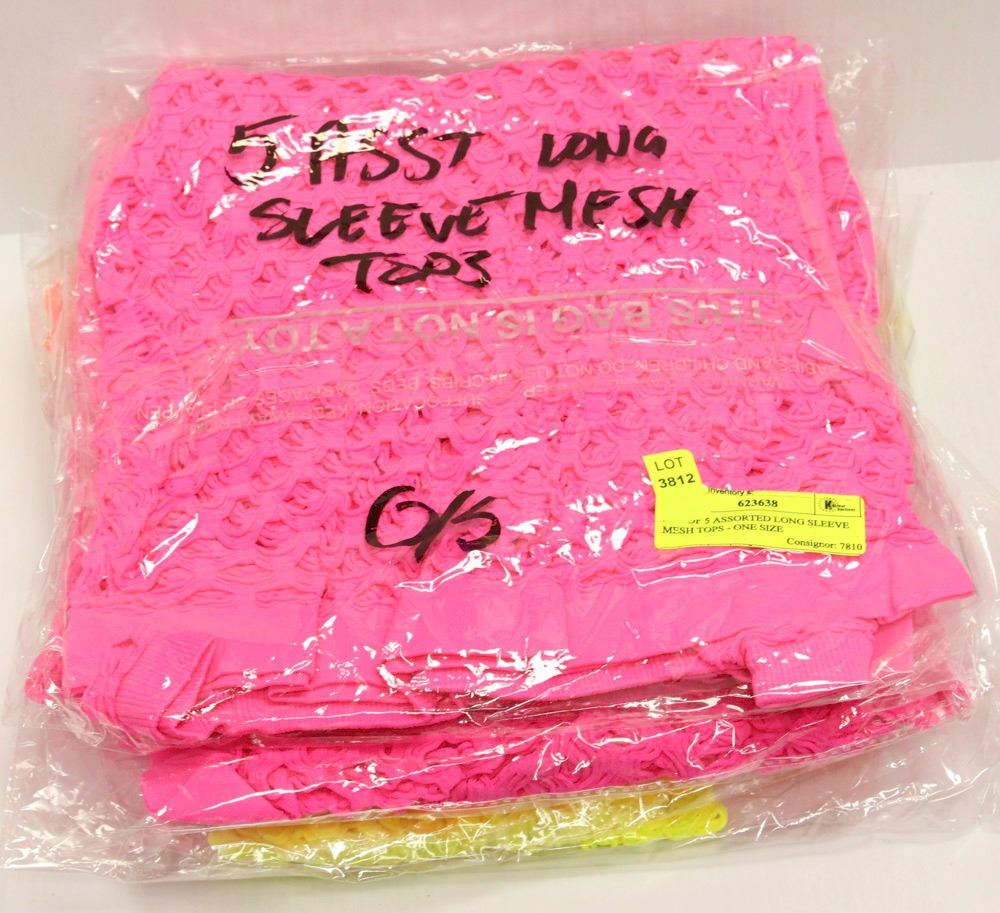 5 ASST LONG
SLEEVE MESH
TOPS
THIS BAG IS NOT A TOY
O/S
LOT
3812
Inventory #:
623638
OF 5 ASSORTED LONG SLEEVE
MESH TOPS - ONE SIZE
Consignor: 7810